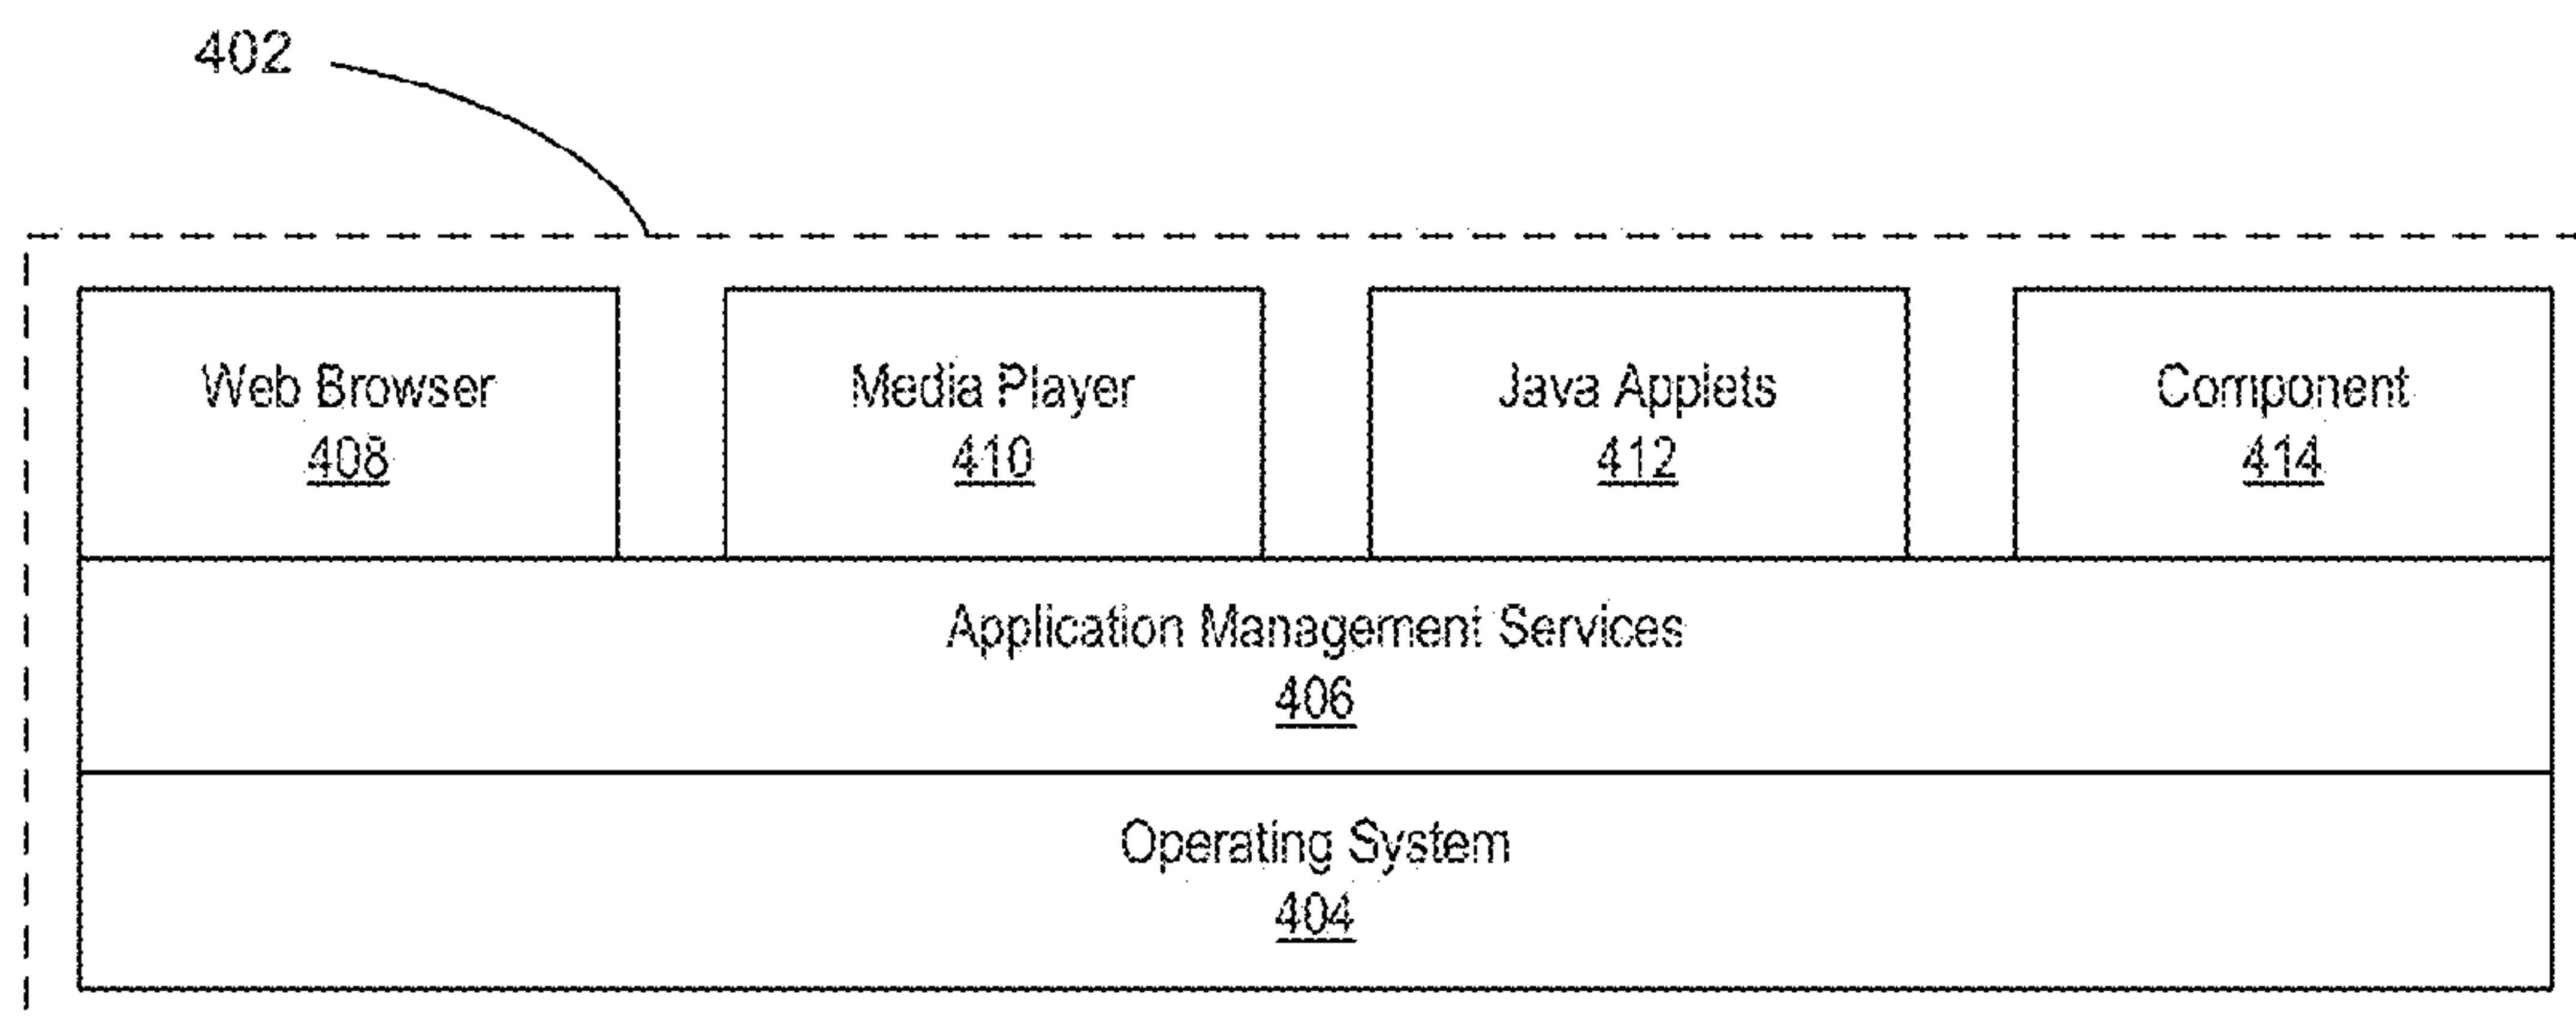 402
Web Browser
408
Media Player
410
Java Applets
412
Component
414
Application Management Services
406
Operating System
404